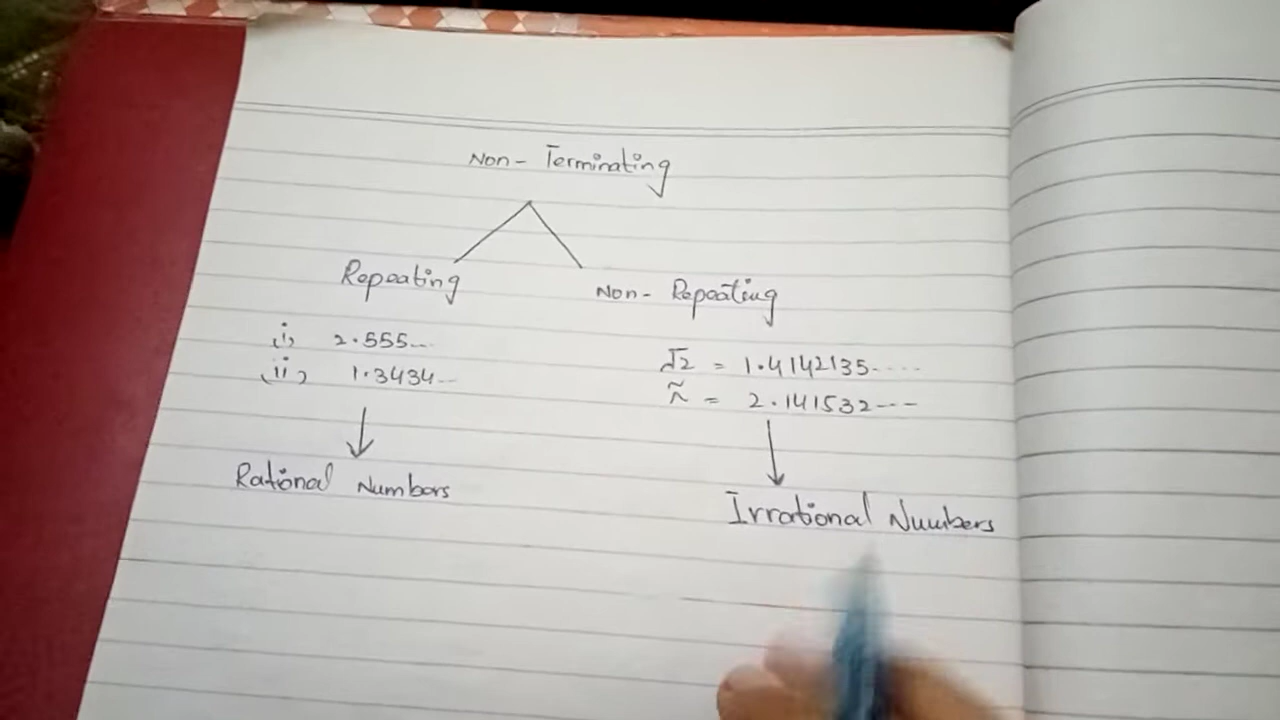 Non - Terminating
Repeating
Non - Repeating
(i) 2.555...
(ii) 1.3434...
√2 = 1.4142135....
π = 2.141532---
Rational Numbers
Irrational Numbers